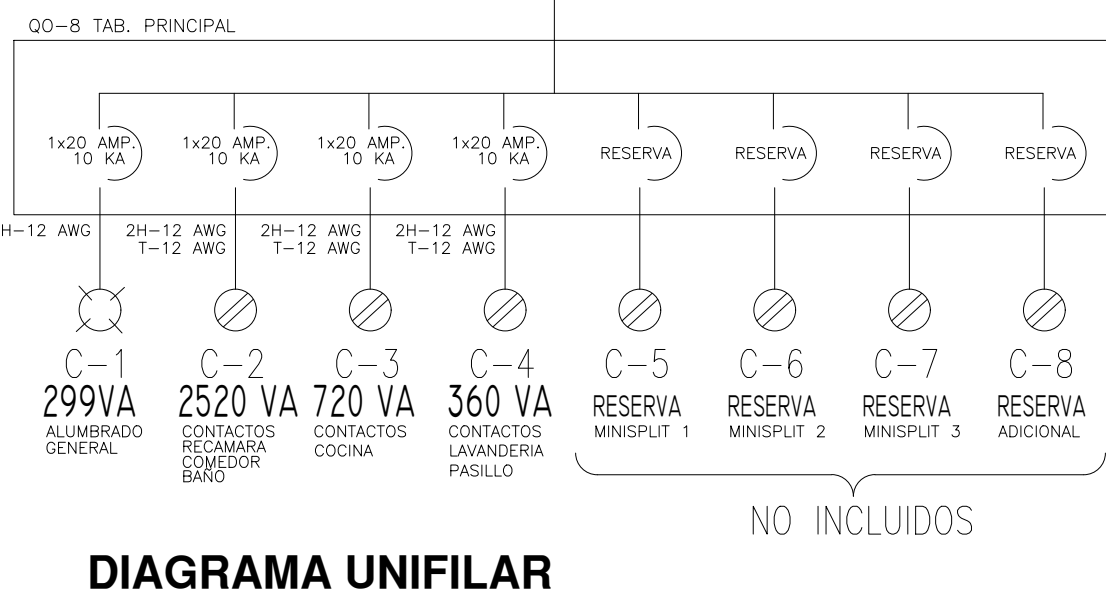 QO-8 TAB. PRINCIPAL
1x20 AMP.
10 KA
1x20 AMP.
10 KA
1x20 AMP.
10 KA
1x20 AMP.
10 KA
RESERVA
RESERVA
RESERVA
RESERVA
H-12 AWG
2H-12 AWG
T-12 AWG
2H-12 AWG
T-12 AWG
2H-12 AWG
T-12 AWG
C-1
299VA
ALUMBRADO
GENERAL
C-2
2520 VA
CONTACTOS
RECAMARA
COMEDOR
BAÑO
C-3
720 VA
CONTACTOS
COCINA
C-4
360 VA
CONTACTOS
LAVANDERIA
PASILLO
C-5
RESERVA
MINISPLIT 1
C-6
RESERVA
MINISPLIT 2
C-7
RESERVA
MINISPLIT 3
C-8
RESERVA
ADICIONAL
NO INCLUIDOS
DIAGRAMA UNIFILAR